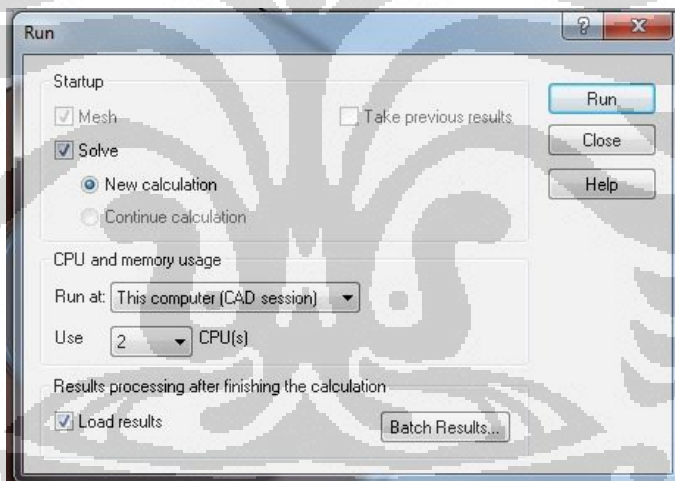 Run
Startup
Mesh
Take previous results
Run
Solve
Close
New calculation
Help
Continue calculation
CPU and memory usage
Run at: This computer (CAD session)
Use 2 CPU(s)
Results processing after finishing the calculation
Load results
Batch Results...